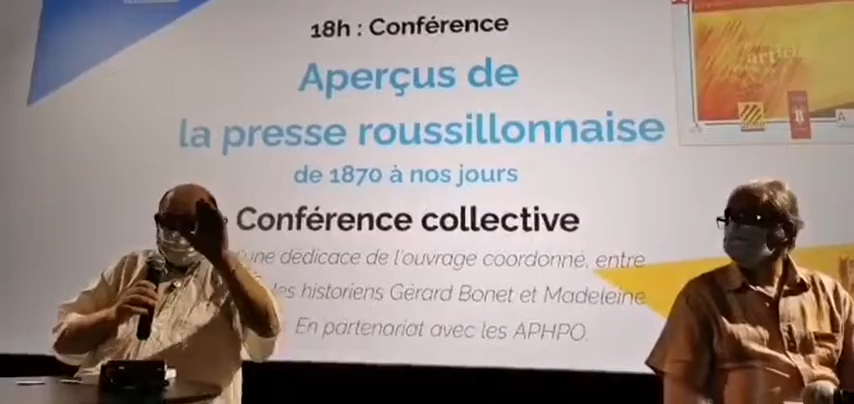 18h : Conférence
Aperçus de
la presse roussillonnaise
de 1870 à nos jours
Conférence collective
d'une dédicace de l'ouvrage coordonné, entre
les historiens Gérard Bonet et Madeleine
En partenariat avec les APHPO.